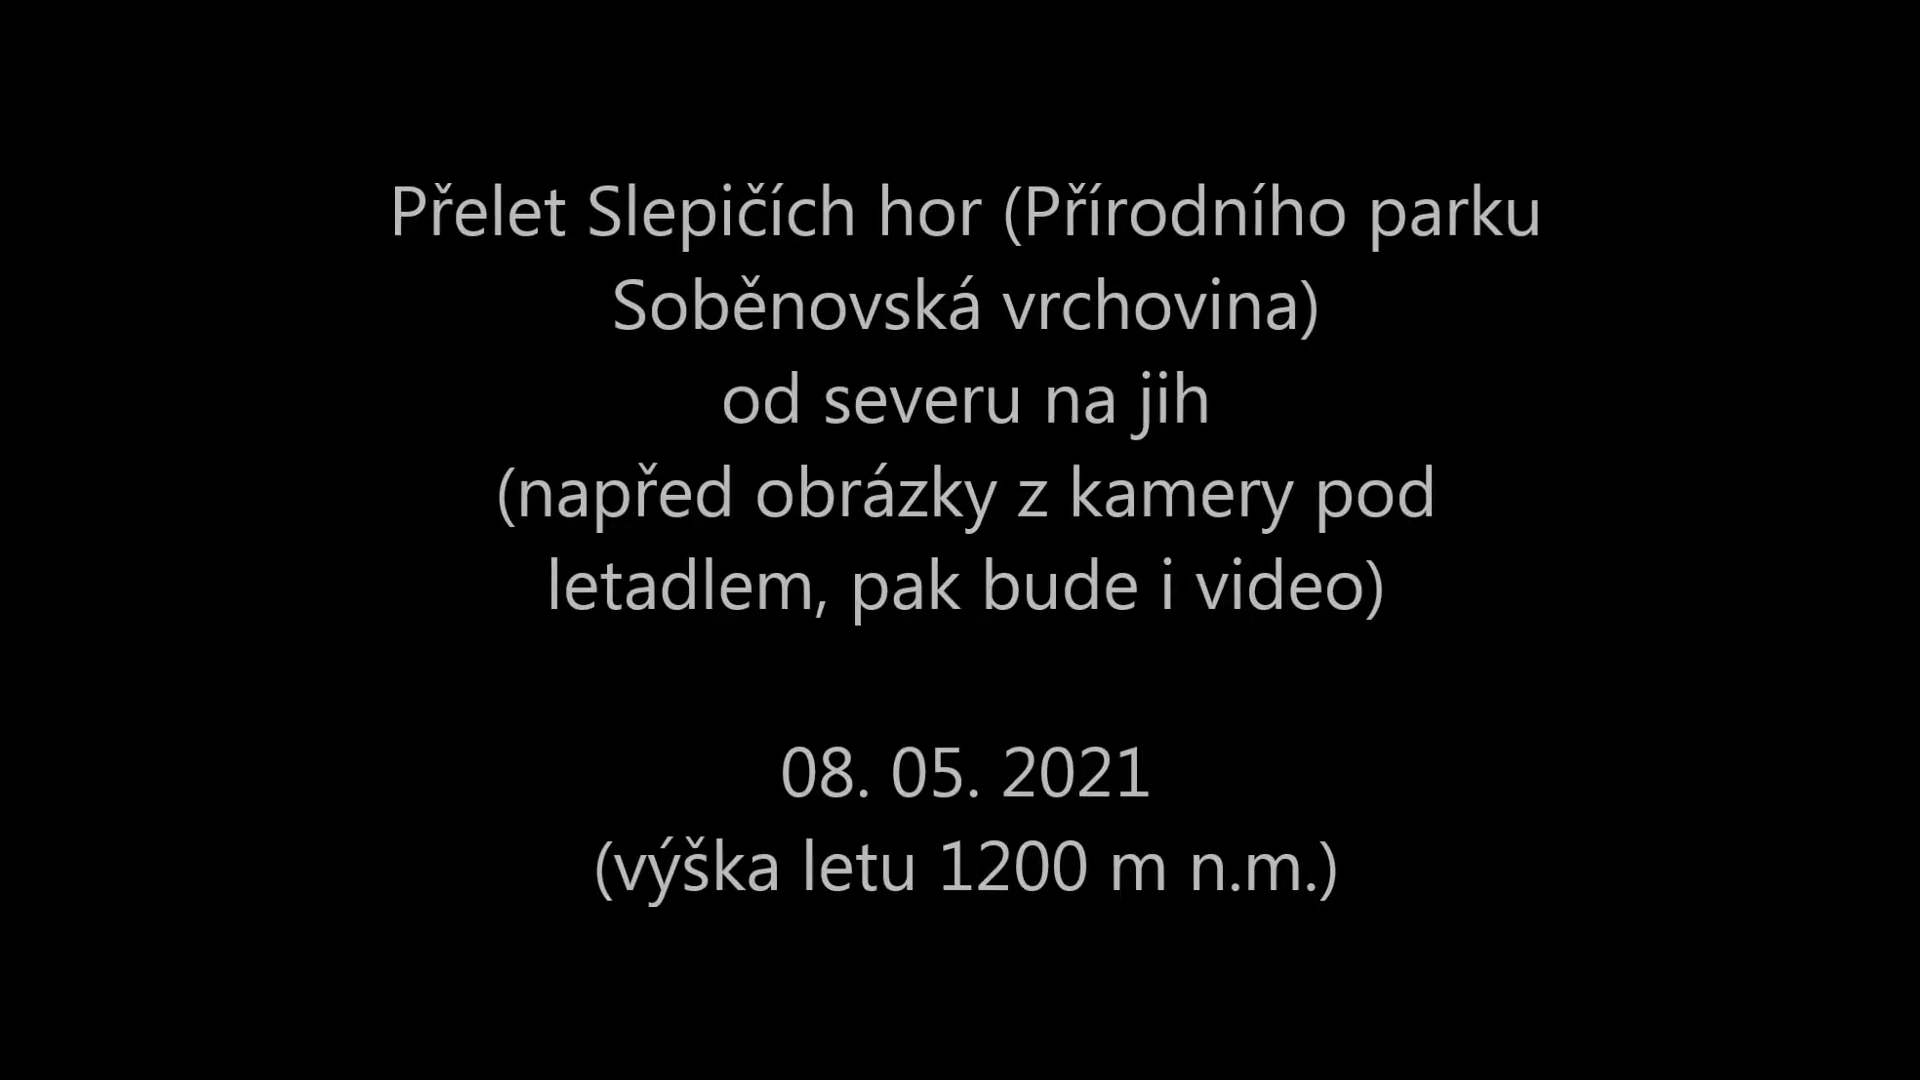 Přelet Slepičích hor (Přírodního parku
Soběnovská vrchovina)
od severu na jih
(napřed obrázky z kamery pod
letadlem, pak bude i video)
08. 05. 2021
(výška letu 1200 m n.m.)